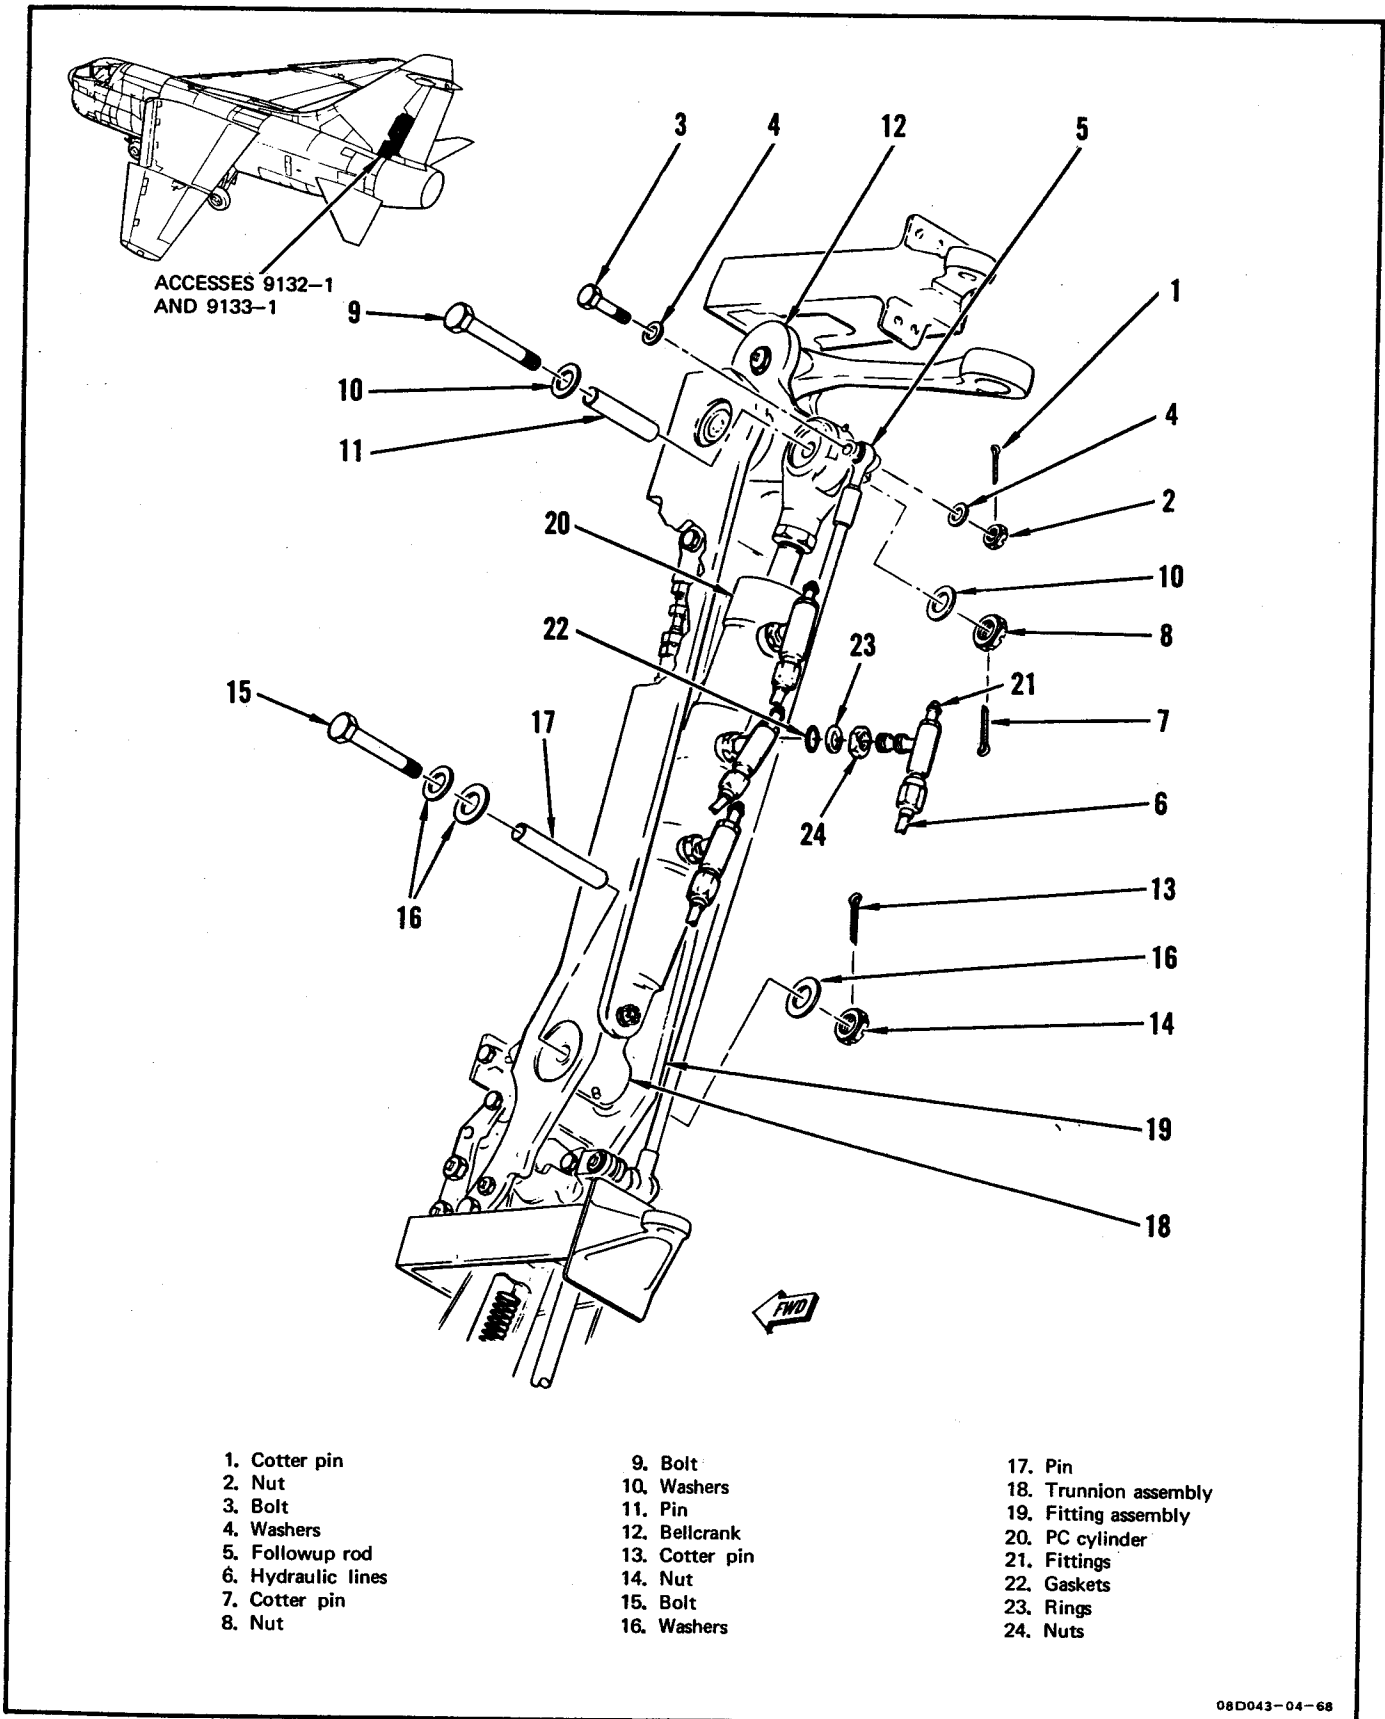 3
4
12
5
ACCESSES 9132-1
AND 9133-1
1
9
10
4
11
2
20
10
22
23
8
21
15
17
7
24
6
13
16
16
14
19
18
FWD
1. Cotter pin
2. Nut
3. Bolt
4. Washers
5. Followup rod
6. Hydraulic lines
7. Cotter pin
8. Nut
9. Bolt
10. Washers
11. Pin
12. Bellcrank
13. Cotter pin
14. Nut
15. Bolt
16. Washers
17. Pin
18. Trunnion assembly
19. Fitting assembly
20. PC cylinder
21. Fittings
22. Gaskets
23. Rings
24. Nuts
08D043-04-68